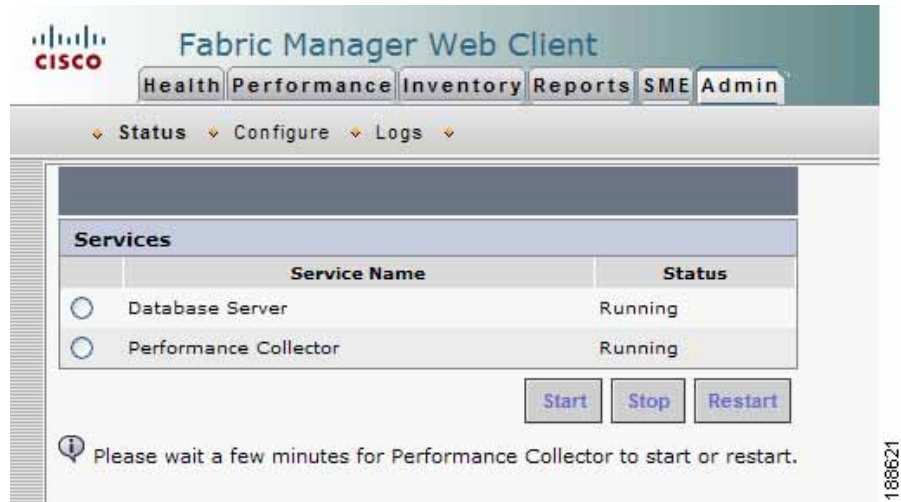 CISCO
Fabric Manager Web Client
Health Performance Inventory Reports SME Admin
Status Configure Logs
Services
Service Name Status
Database Server Running
Performance Collector Running
Start Stop Restart
Please wait a few minutes for Performance Collector to start or restart.
188621